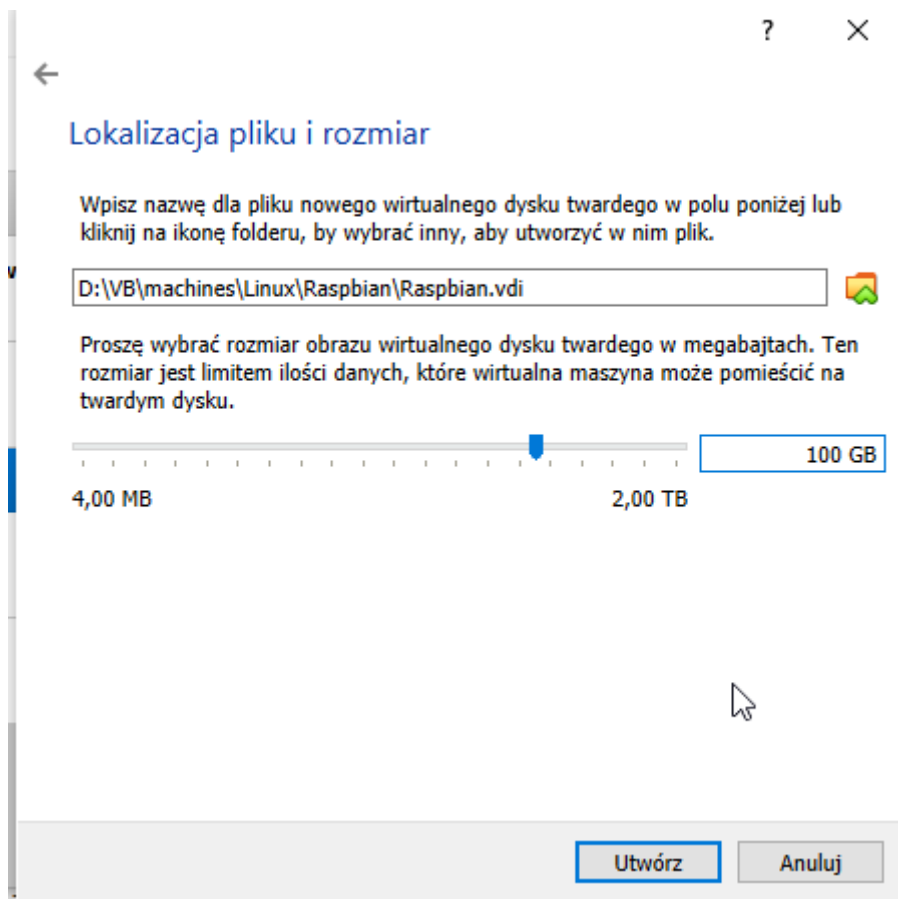 ?
Lokalizacja pliku i rozmiar
Wpisz nazwę dla pliku nowego wirtualnego dysku twardego w polu poniżej lub
kliknij na ikonę folderu, by wybrać inny, aby utworzyć w nim plik.
D:\VB\machines\Linux\Raspbian\Raspbian.vdi
Proszę wybrać rozmiar obrazu wirtualnego dysku twardego w megabajtach. Ten
rozmiar jest limitem ilości danych, które wirtualna maszyna może pomieścić na
twardym dysku.
100 GB
4,00 MB 2,00 TB
Utwórz Anuluj